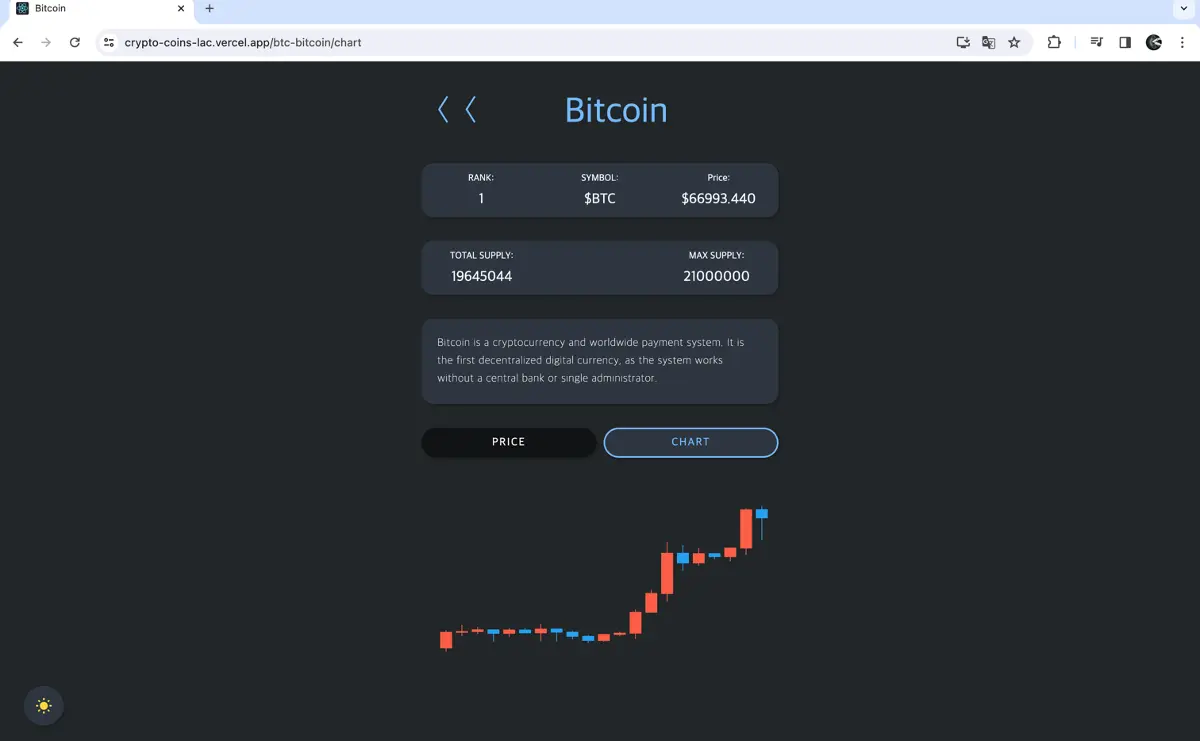 Bitcoin
crypto-coins-lac.vercel.app/btc-bitcoin/chart
Bitcoin
RANK: SYMBOL: Price:
1 $BTC $66993.440
TOTAL SUPPLY: MAX SUPPLY:
19645044 21000000
Bitcoin is a cryptocurrency and worldwide payment system. It is
the first decentralized digital currency, as the system works
without a central bank or single administrator.
PRICE CHART